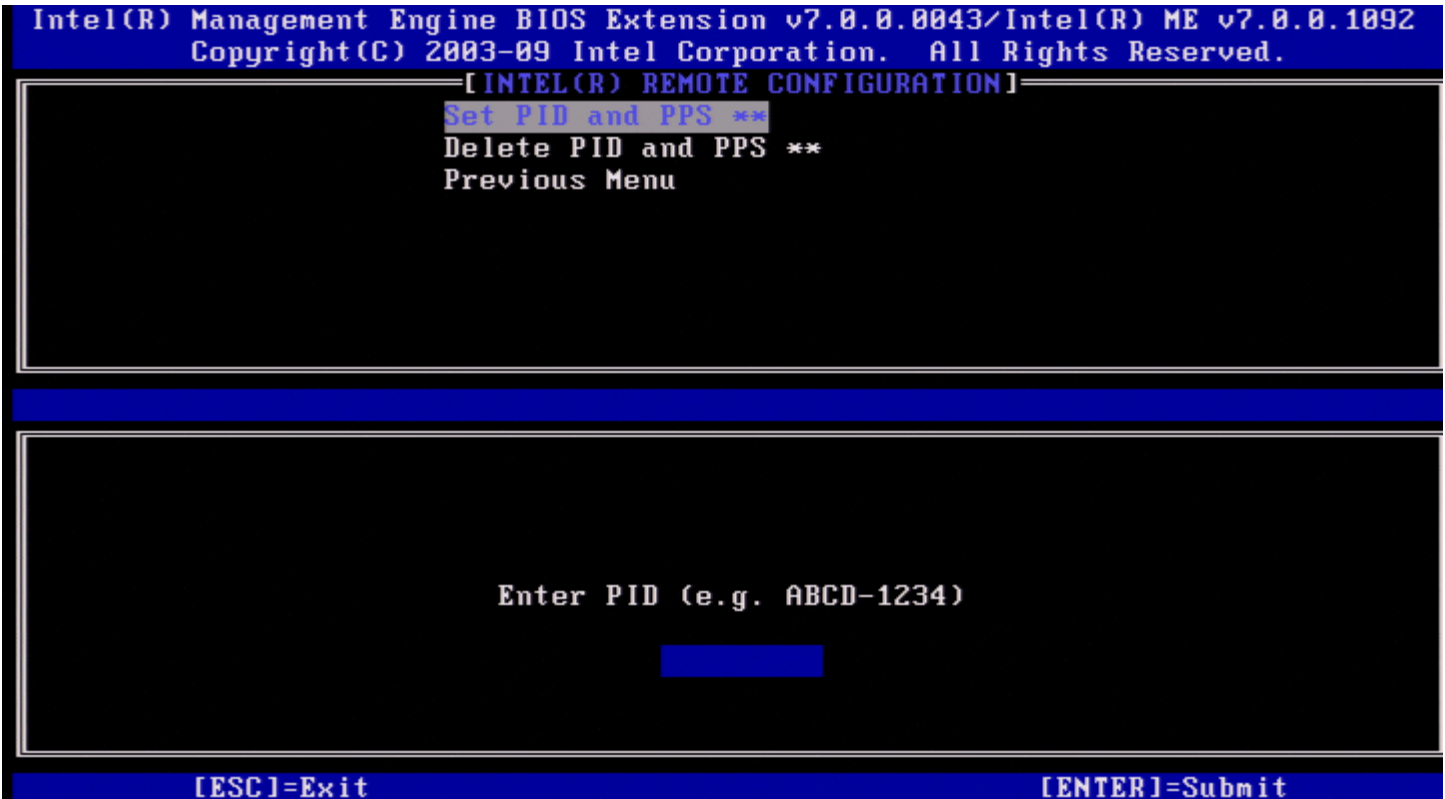 Intel(R) Management Engine BIOS Extension v7.0.0.0043/Intel(R) ME v7.0.0.1092
Copyright(C) 2003-09 Intel Corporation. All Rights Reserved.
[INTEL(R) REMOTE CONFIGURATION]
Set PID and PPS **
Delete PID and PPS **
Previous Menu
Enter PID (e.g. ABCD-1234)
[ESC]=Exit [ENTER]=Submit